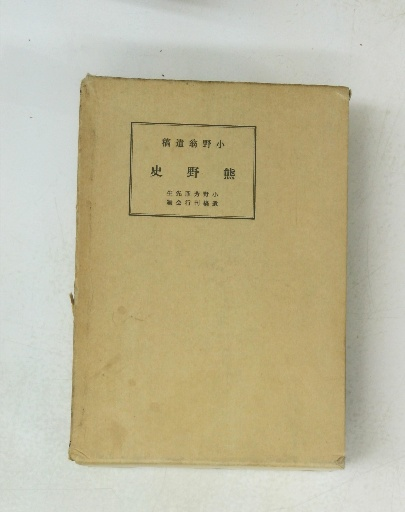 小野翁遺稿
熊野史
小野芳彦先生
遺稿刊行会編